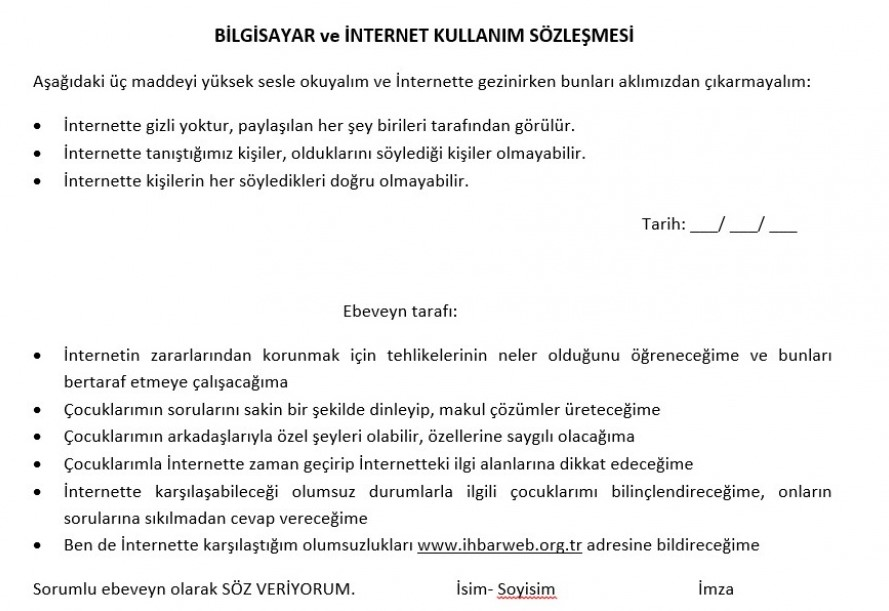 BİLGİSAYAR ve İNTERNET KULLANIM SÖZLEŞMESİ
Aşağıdaki üç maddeyi yüksek sesle okuyalım ve İnternette gezinirken bunları aklımızdan çıkarmayalım:
• İnternette gizli yoktur, paylaşılan her şey birileri tarafından görülür.
• İnternette tanıştığımız kişiler, olduklarını söylediği kişiler olmayabilir.
• İnternette kişilerin her söyledikleri doğru olmayabilir.
Tarih: ___/ ___/ ___
Ebeveyn tarafı:
• İnternetin zararlarından korunmak için tehlikelerinin neler olduğunu öğreneceğime ve bunları
bertaraf etmeye çalışacağıma
• Çocuklarımın sorularını sakin bir şekilde dinleyip, makul çözümler üreteceğime
• Çocuklarımın arkadaşlarıyla özel şeyleri olabilir, özellerine saygılı olacağıma
• Çocuklarımla İnternette zaman geçirip İnternetteki ilgi alanlarına dikkat edeceğime
• İnternette karşılaşabileceği olumsuz durumlarla ilgili çocuklarımı bilinçlendireceğime, onların
sorularına sıkılmadan cevap vereceğime
• Ben de İnternette karşılaştığım olumsuzlukları www.ihbarweb.org.tr adresine bildireceğime
Sorumlu ebeveyn olarak SÖZ VERİYORUM. İsim- Soyisim İmza